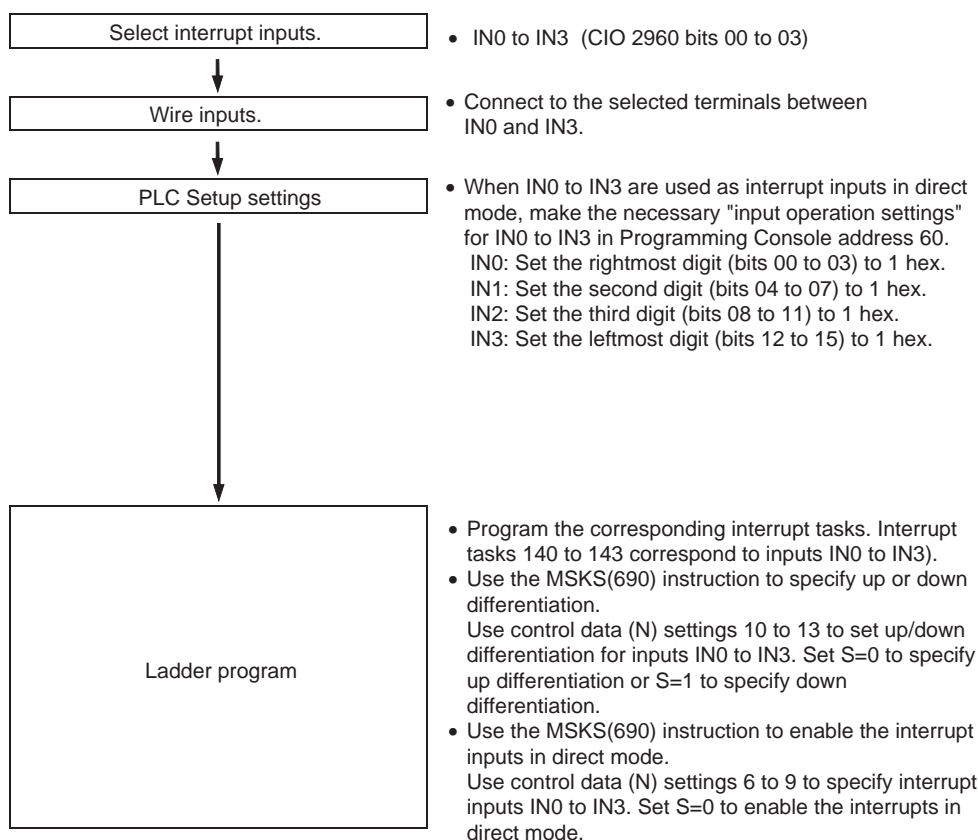 Select interrupt inputs.
• IN0 to IN3 (CIO 2960 bits 00 to 03)
Wire inputs.
• Connect to the selected terminals between
IN0 and IN3.
PLC Setup settings
• When IN0 to IN3 are used as interrupt inputs in direct
mode, make the necessary "input operation settings"
for IN0 to IN3 in Programming Console address 60.
IN0: Set the rightmost digit (bits 00 to 03) to 1 hex.
IN1: Set the second digit (bits 04 to 07) to 1 hex.
IN2: Set the third digit (bits 08 to 11) to 1 hex.
IN3: Set the leftmost digit (bits 12 to 15) to 1 hex.
Ladder program
• Program the corresponding interrupt tasks. Interrupt
tasks 140 to 143 correspond to inputs IN0 to IN3).
• Use the MSKS(690) instruction to specify up or down
differentiation.
Use control data (N) settings 10 to 13 to set up/down
differentiation for inputs IN0 to IN3. Set S=0 to specify
up differentiation or S=1 to specify down
differentiation.
• Use the MSKS(690) instruction to enable the interrupt
inputs in direct mode.
Use control data (N) settings 6 to 9 to specify interrupt
inputs IN0 to IN3. Set S=0 to enable the interrupts in
direct mode.